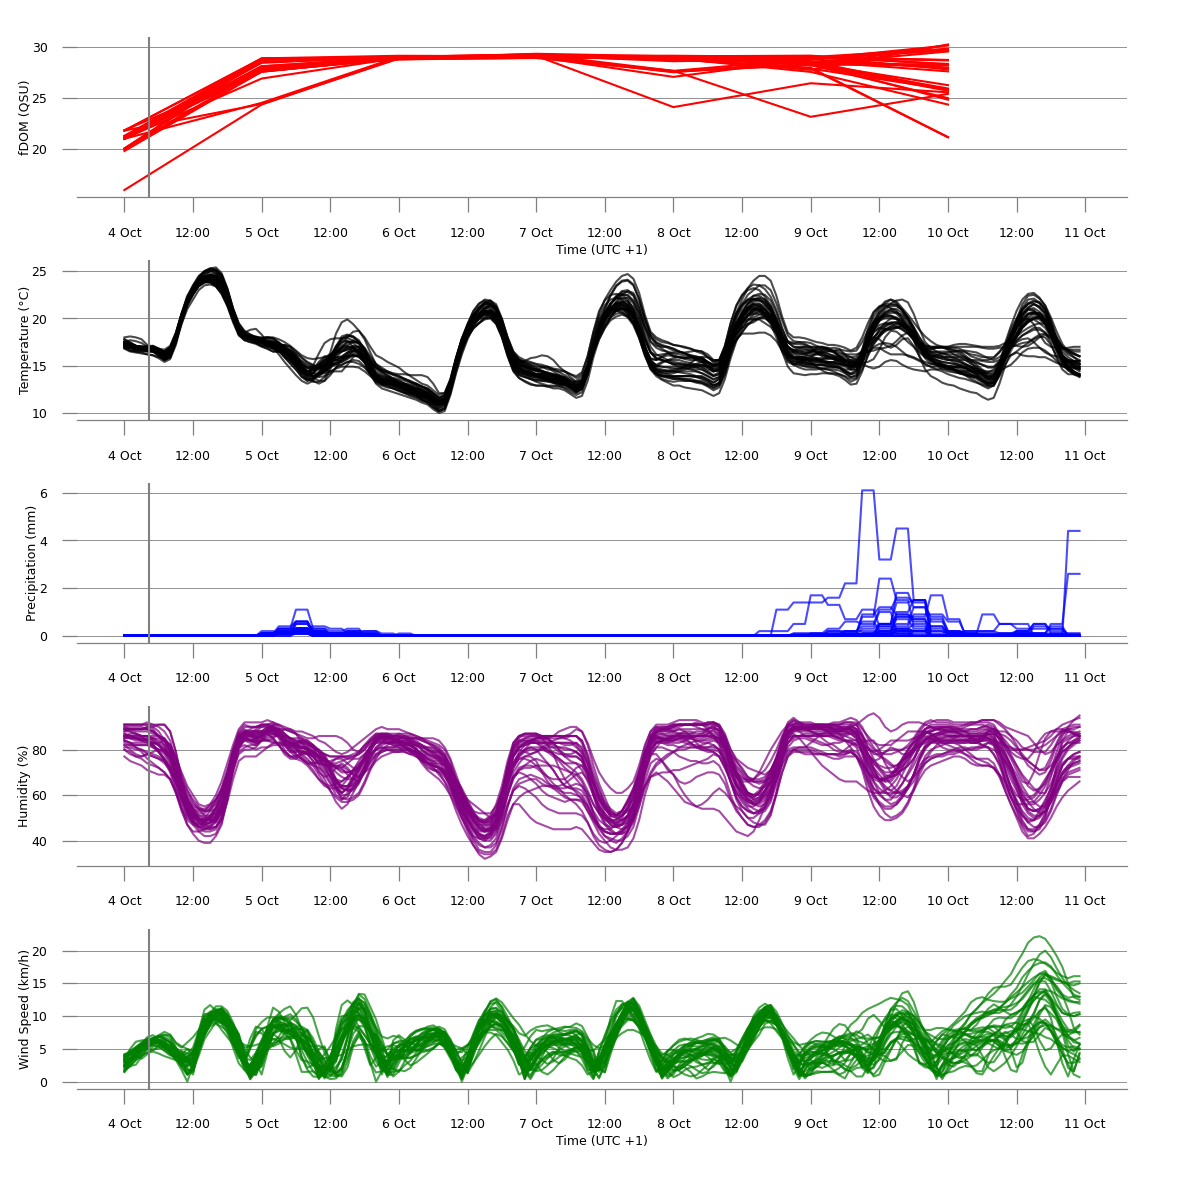 fDOM (QSU)
30
25
20
4 Oct 12:00 5 Oct 12:00 6 Oct 12:00 7 Oct 12:00 8 Oct 12:00 9 Oct 12:00 10 Oct 12:00 11 Oct
Time (UTC +1)
Temperature (°C)
25
20
15
10
4 Oct 12:00 5 Oct 12:00 6 Oct 12:00 7 Oct 12:00 8 Oct 12:00 9 Oct 12:00 10 Oct 12:00 11 Oct
Precipitation (mm)
6
4
2
0
4 Oct 12:00 5 Oct 12:00 6 Oct 12:00 7 Oct 12:00 8 Oct 12:00 9 Oct 12:00 10 Oct 12:00 11 Oct
Humidity (%)
80
60
40
4 Oct 12:00 5 Oct 12:00 6 Oct 12:00 7 Oct 12:00 8 Oct 12:00 9 Oct 12:00 10 Oct 12:00 11 Oct
Wind Speed (km/h)
20
15
10
5
0
4 Oct 12:00 5 Oct 12:00 6 Oct 12:00 7 Oct 12:00 8 Oct 12:00 9 Oct 12:00 10 Oct 12:00 11 Oct
Time (UTC +1)